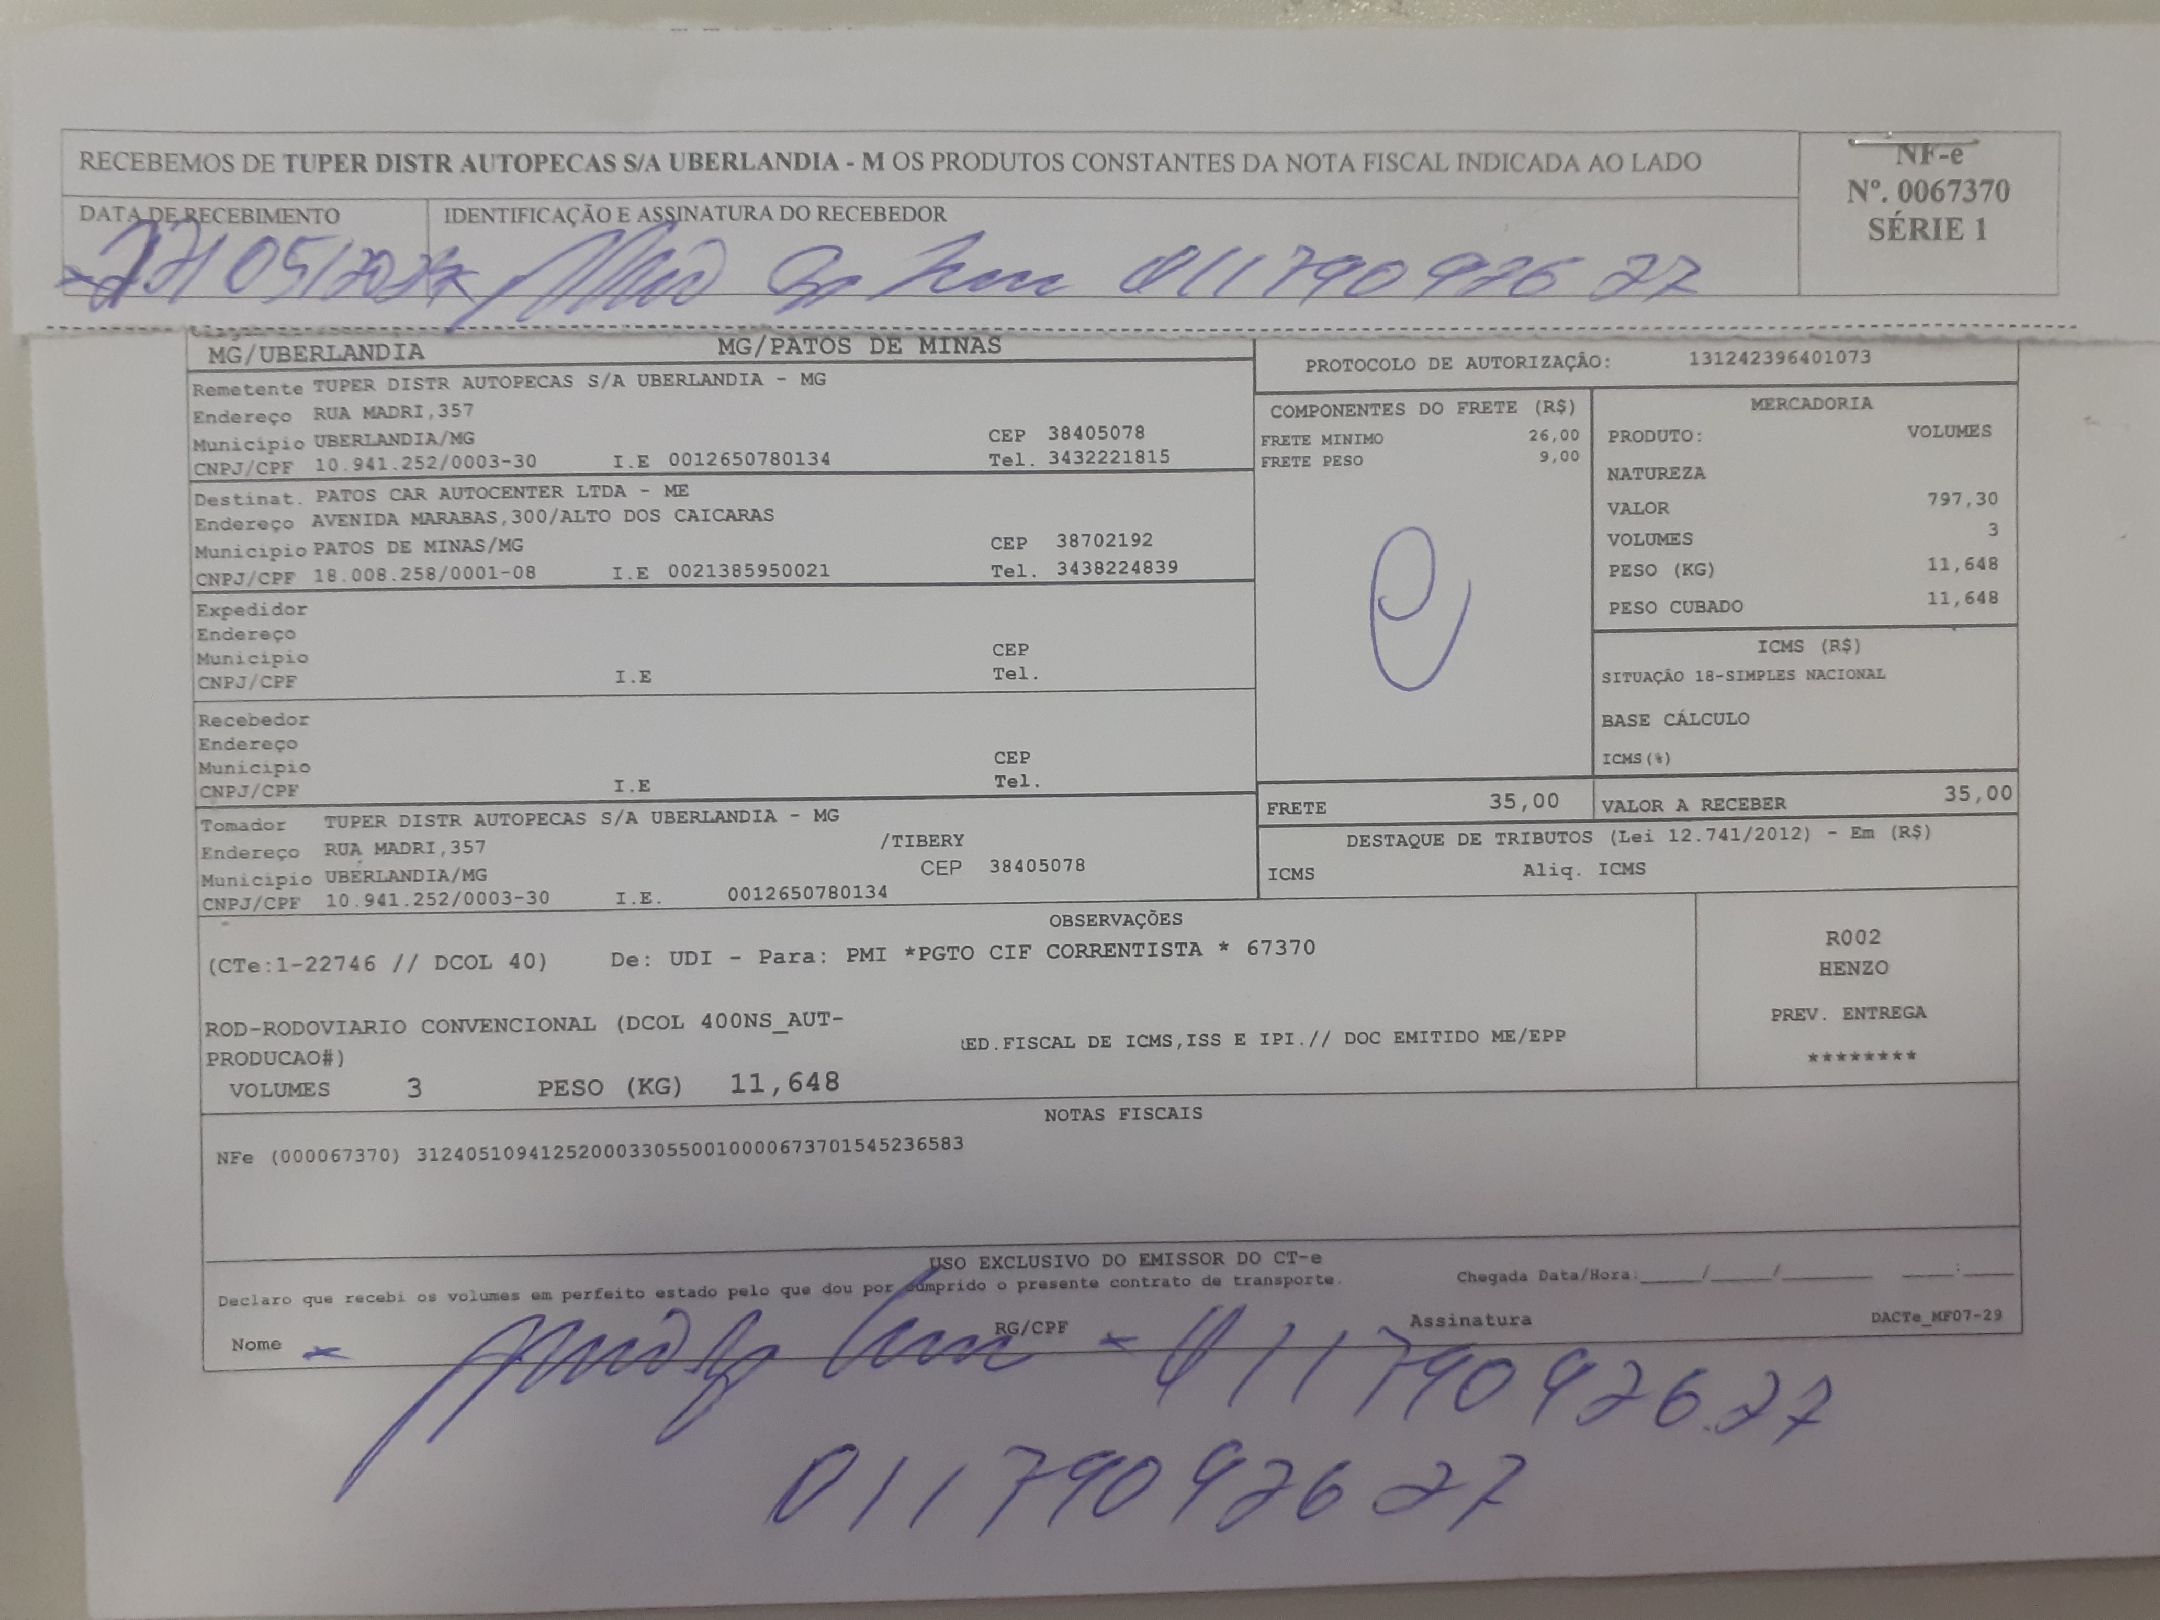 RECEBEMOS DE TUPER DISTR AUTOPECAS S/A UBERLANDIA - M OS PRODUTOS CONSTANTES DA NOTA FISCAL INDICADA AO LADO
NF-e
Nº. 0067370
SÉRIE 1
DATA DE RECEBIMENTO
IDENTIFICAÇÃO E ASSINATURA DO RECEBEDOR
011790926 27
MG/UBERLANDIA
MG/PATOS DE MINAS
Remetente TUPER DISTR AUTOPECAS S/A UBERLANDIA - MG
Endereço RUA MADRI,357
Municipio UBERLANDIA/MG CEP 38405078
CNPJ/CPF 10.941.252/0003-30 I.E 0012650780134 Tel. 3432221815
Destinat. PATOS CAR AUTOCENTER LTDA - ME
Endereço AVENIDA MARABAS,300/ALTO DOS CAICARAS
Municipio PATOS DE MINAS/MG CEP 38702192
CNPJ/CPF 18.008.258/0001-08 I.E 0021385950021 Tel. 3438224839
Expedidor
Endereço
Municipio CEP
CNPJ/CPF I.E Tel.
Recebedor
Endereço
Municipio CEP
CNPJ/CPF I.E Tel.
Tomador TUPER DISTR AUTOPECAS S/A UBERLANDIA - MG
Endereço RUA MADRI,357 /TIBERY
Municipio UBERLANDIA/MG CEP 38405078
CNPJ/CPF 10.941.252/0003-30 I.E. 0012650780134
PROTOCOLO DE AUTORIZAÇÃO: 131242396401073
COMPONENTES DO FRETE (R$)
FRETE MINIMO 26,00
FRETE PESO 9,00
MERCADORIA
PRODUTO: VOLUMES
NATUREZA
VALOR 797,30
VOLUMES 3
PESO (KG) 11,648
PESO CUBADO 11,648
ICMS (R$)
SITUAÇÃO 18-SIMPLES NACIONAL
BASE CÁLCULO
ICMS(%)
FRETE 35,00
VALOR A RECEBER 35,00
DESTAQUE DE TRIBUTOS (Lei 12.741/2012) - Em (R$)
ICMS Aliq. ICMS
OBSERVAÇÕES
(CTe:1-22746 // DCOL 40) De: UDI - Para: PMI *PGTO CIF CORRENTISTA * 67370
ROD-RODOVIARIO CONVENCIONAL (DCOL 400NS_AUT-
PRODUCAO#)
ED.FISCAL DE ICMS,ISS E IPI.// DOC EMITIDO ME/EPP
VOLUMES 3 PESO (KG) 11,648
R002
HENZO
PREV. ENTREGA
********
NOTAS FISCAIS
NFe (000067370) 31240510941252000330550010000673701545236583
USO EXCLUSIVO DO EMISSOR DO CT-e
Declaro que recebi os volumes em perfeito estado pelo que dou por cumprido o presente contrato de transporte.
Chegada Data/Hora:_____/_____/_________ _____:_____
Nome RG/CPF Assinatura DACTe_MF07-29
011790926.27
011790926 27